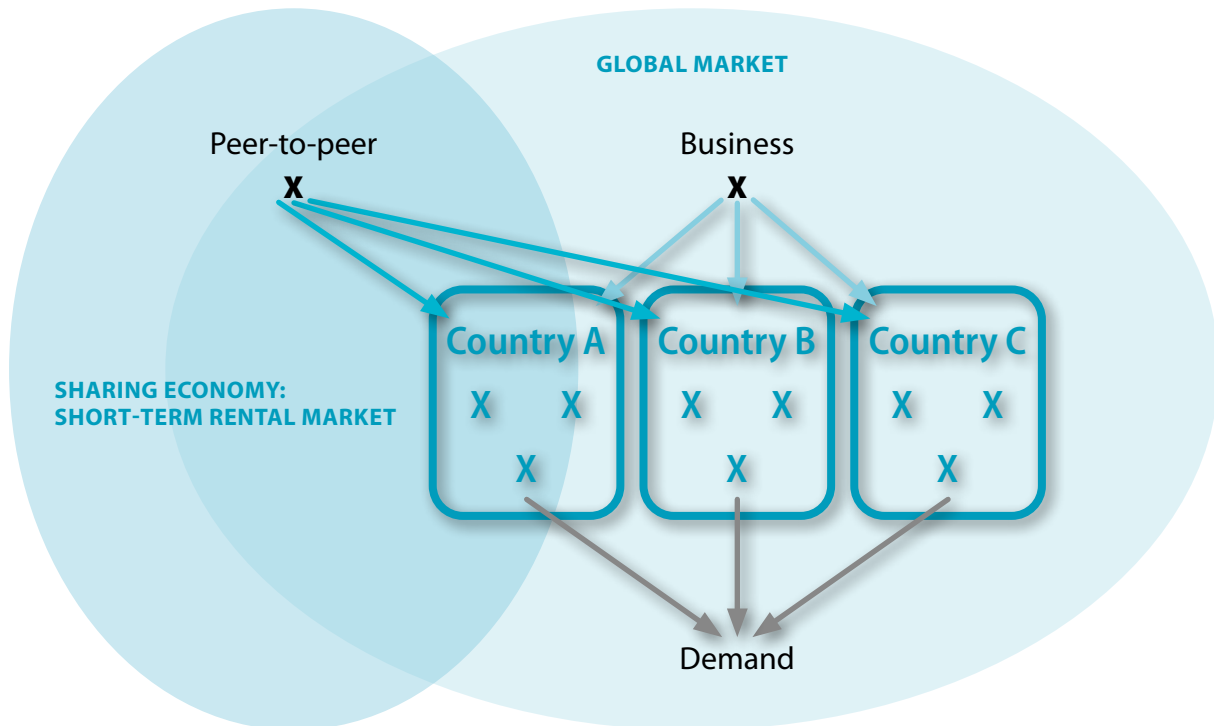 GLOBAL MARKET
Peer-to-peer
X
Business
X
Country A
X X
X
Country B
X X
X
Country C
X X
X
SHARING ECONOMY:
SHORT-TERM RENTAL MARKET
Demand